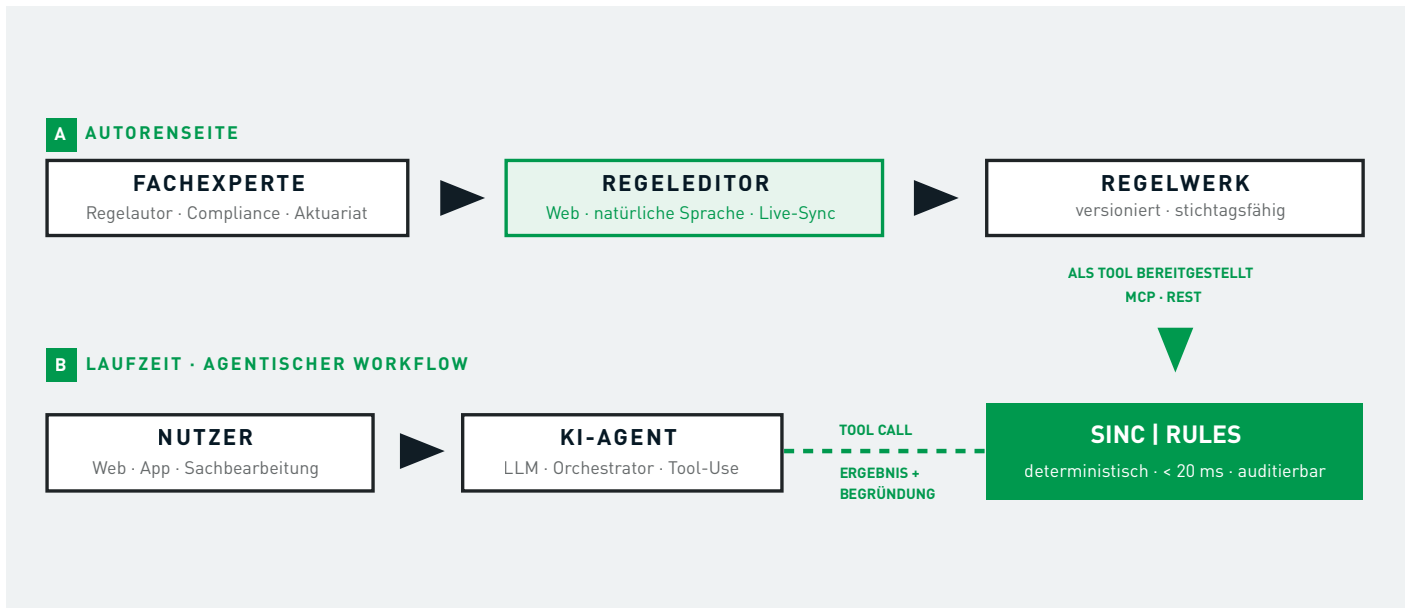 A AUTORENSEITE
FACHEXPERTE
Regelautor · Compliance · Aktuariat
REGELEDITOR
Web · natürliche Sprache · Live-Sync
REGELWERK
versioniert · stichtagsfähig
ALS TOOL BEREITGESTELLT
MCP · REST
B LAUFZEIT · AGENTISCHER WORKFLOW
NUTZER
Web · App · Sachbearbeitung
KI-AGENT
LLM · Orchestrator · Tool-Use
TOOL CALL
ERGEBNIS +
BEGRÜNDUNG
SINC | RULES
deterministisch · < 20 ms · auditierbar